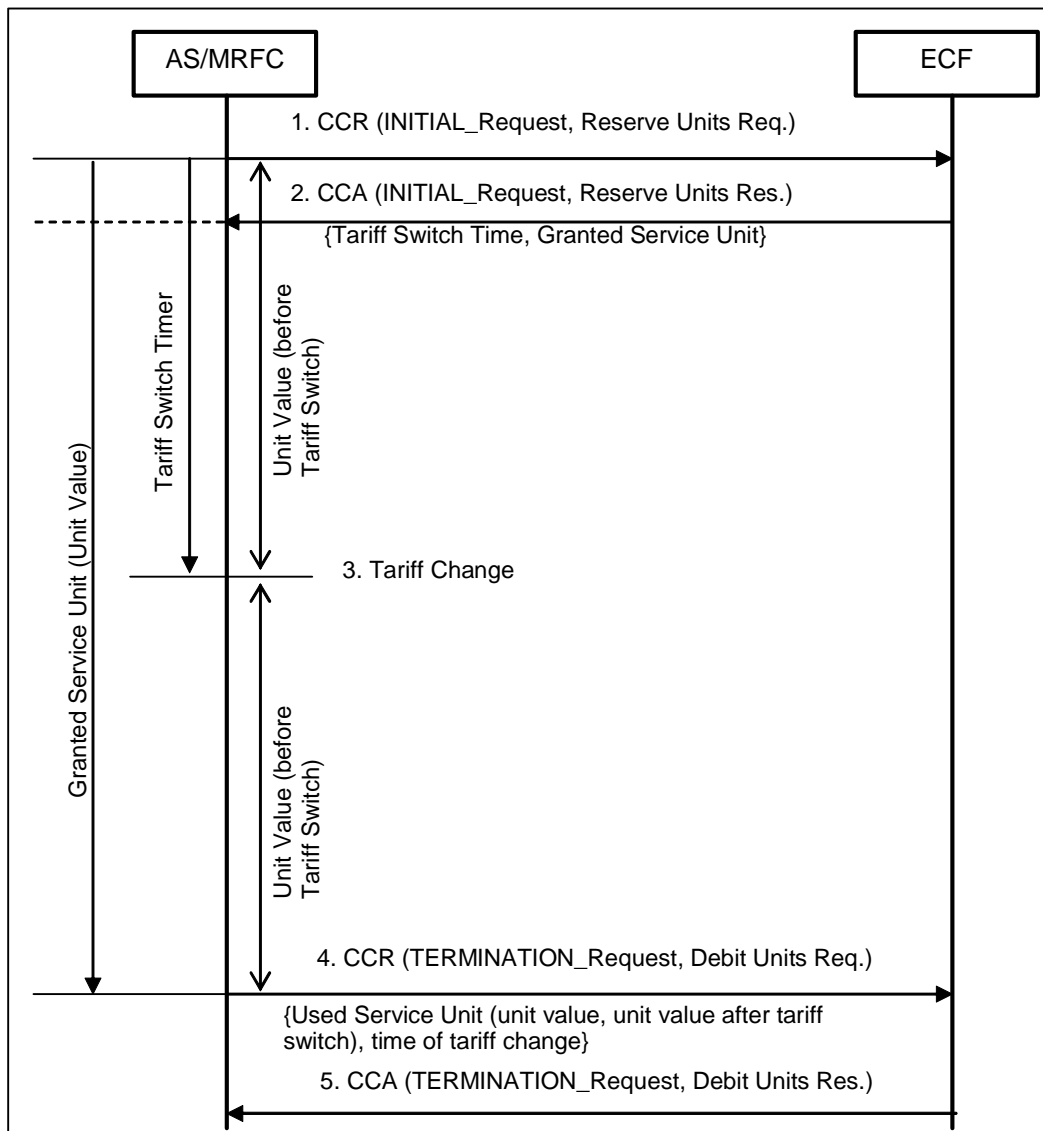 AS/MRFC
ECF
1. CCR (INITIAL_Request, Reserve Units Req.)
2. CCA (INITIAL_Request, Reserve Units Res.)
{Tariff Switch Time, Granted Service Unit}
Granted Service Unit (Unit Value)
Tariff Switch Timer
Unit Value (before
Tariff Switch)
3. Tariff Change
Unit Value (before
Tariff Switch)
4. CCR (TERMINATION_Request, Debit Units Req.)
{Used Service Unit (unit value, unit value after tariff
switch), time of tariff change}
5. CCA (TERMINATION_Request, Debit Units Res.)